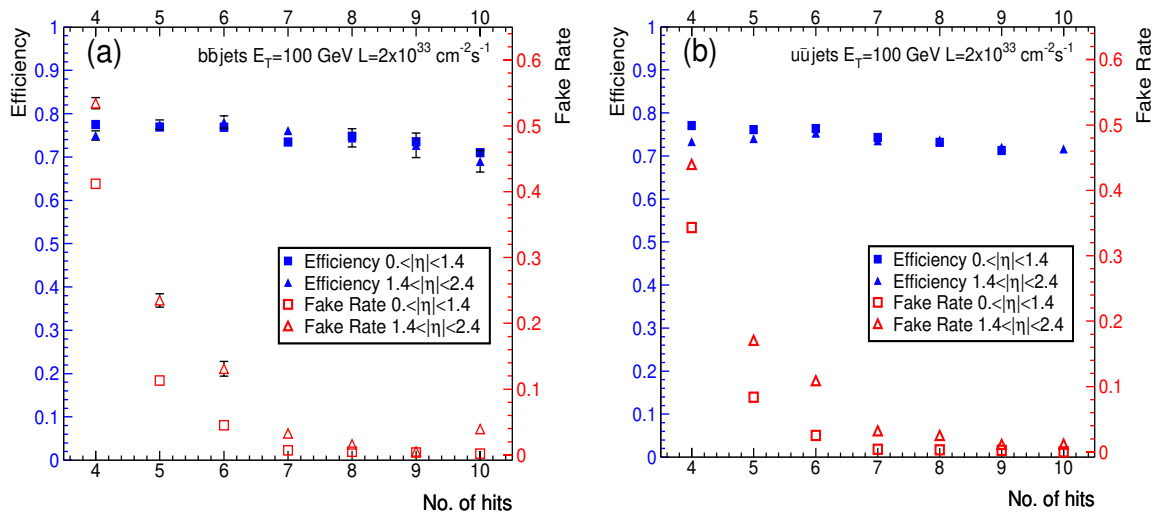 4 5 6 7 8 9 10
(a) bb̄ jets E_T=100 GeV L=2x10^33 cm^-2 s^-1
Efficiency
1
0.9
0.8
0.7
0.6
0.5
0.4
0.3
0.2
0.1
0
Efficiency 0.<|η|<1.4
Efficiency 1.4<|η|<2.4
Fake Rate 0.<|η|<1.4
Fake Rate 1.4<|η|<2.4
Fake Rate
0.6
0.5
0.4
0.3
0.2
0.1
0
4 5 6 7 8 9 10
No. of hits
4 5 6 7 8 9 10
(b) uū jets E_T=100 GeV L=2x10^33 cm^-2 s^-1
Efficiency
1
0.9
0.8
0.7
0.6
0.5
0.4
0.3
0.2
0.1
0
Efficiency 0.<|η|<1.4
Efficiency 1.4<|η|<2.4
Fake Rate 0.<|η|<1.4
Fake Rate 1.4<|η|<2.4
Fake Rate
0.6
0.5
0.4
0.3
0.2
0.1
0
4 5 6 7 8 9 10
No. of hits